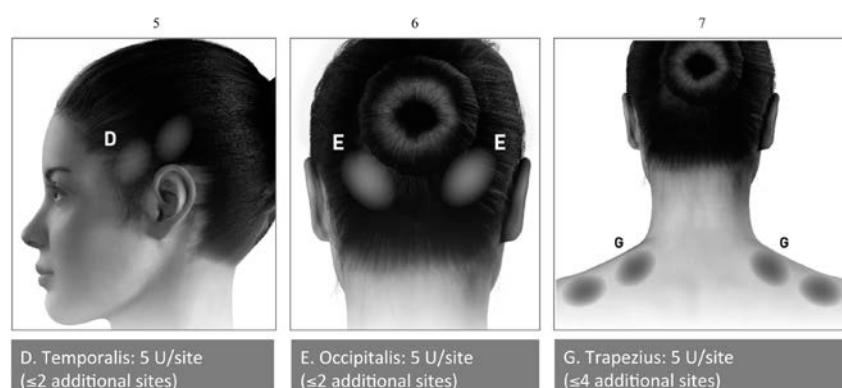 5
6
7
D
E
E
G
G
D. Temporalis: 5 U/site
(≤2 additional sites)
E. Occipitalis: 5 U/site
(≤2 additional sites)
G. Trapezius: 5 U/site
(≤4 additional sites)